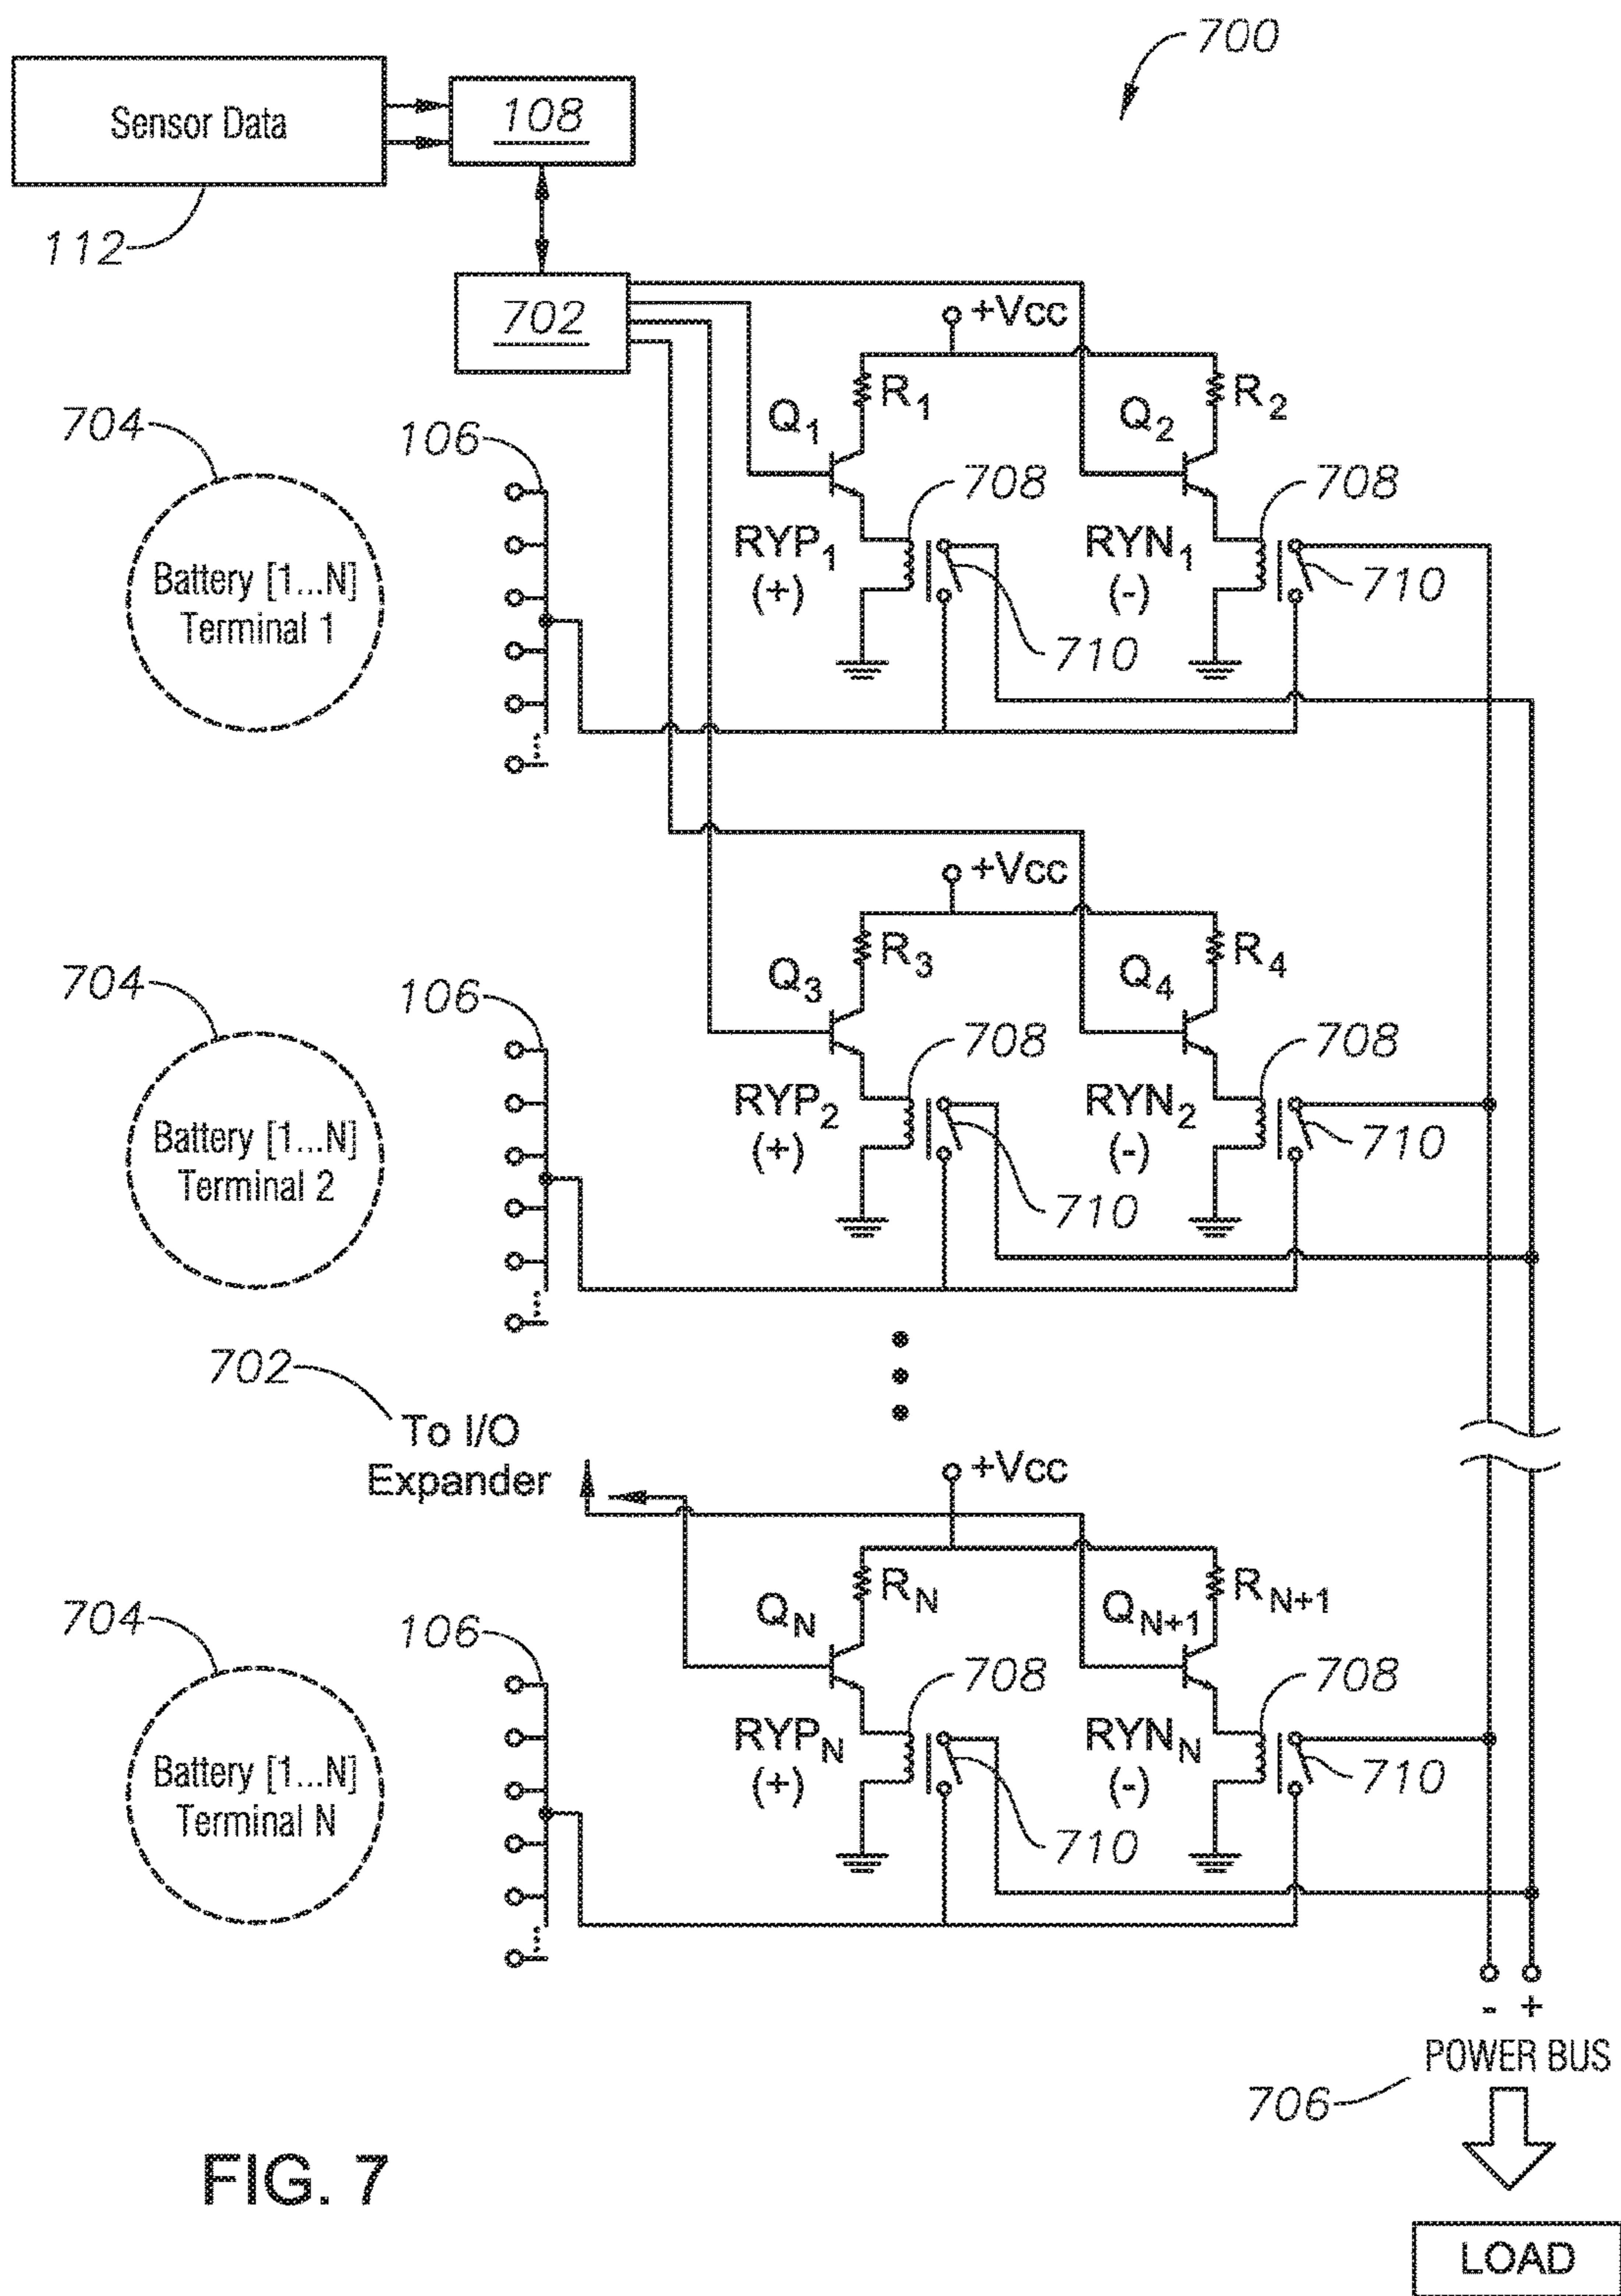 700
Sensor Data
108
112
702
+Vcc
R1
R2
Q1
Q2
704
106
708
708
Battery [1...N]
Terminal 1
RYP1
(+)
RYN1
(-)
710
710
+Vcc
R3
R4
Q3
Q4
704
106
708
708
Battery [1...N]
Terminal 2
RYP2
(+)
RYN2
(-)
710
710
702
To I/O
Expander
+Vcc
RN
RN+1
QN
QN+1
704
106
708
708
Battery [1...N]
Terminal N
RYPN
(+)
RYNN
(-)
710
710
- +
POWER BUS
706
FIG. 7
LOAD